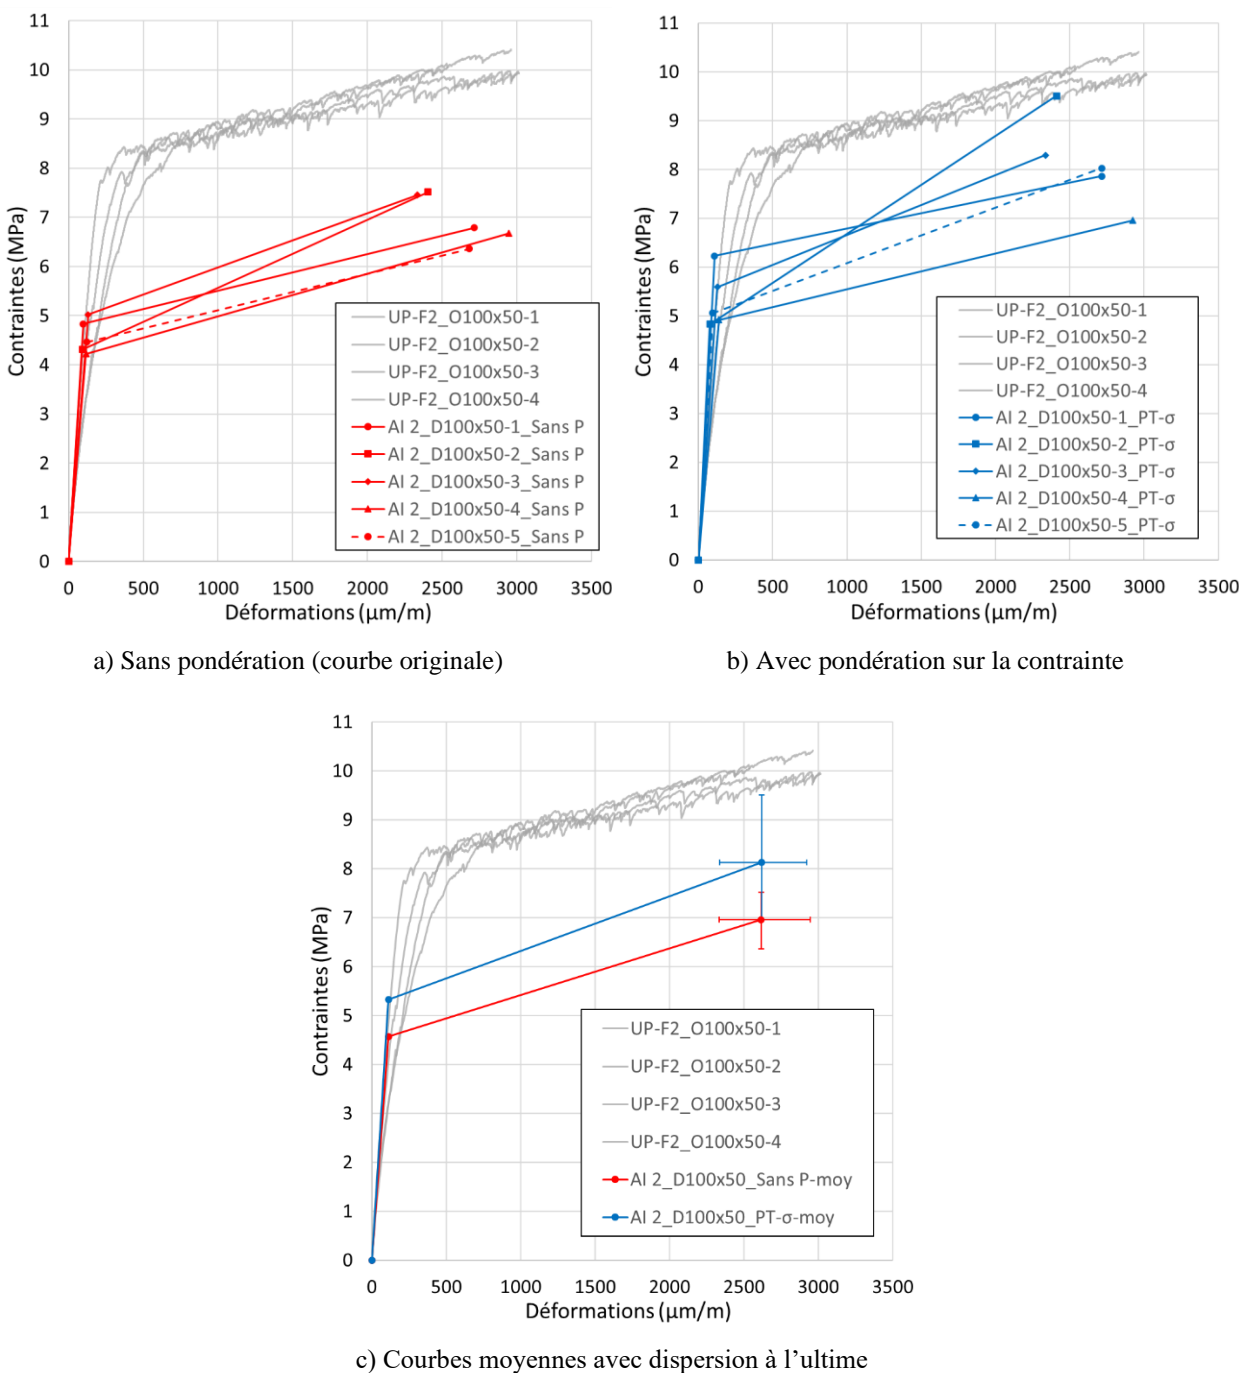 11
10
9
8
7
6
5
4
3
2
1
0
Contraintes (MPa)
UP-F2_O100x50-1
UP-F2_O100x50-2
UP-F2_O100x50-3
UP-F2_O100x50-4
AI 2_D100x50-1_Sans P
AI 2_D100x50-2_Sans P
AI 2_D100x50-3_Sans P
AI 2_D100x50-4_Sans P
AI 2_D100x50-5_Sans P
0 500 1000 1500 2000 2500 3000 3500
Déformations (µm/m)
a) Sans pondération (courbe originale)
11
10
9
8
7
6
5
4
3
2
1
0
Contraintes (MPa)
UP-F2_O100x50-1
UP-F2_O100x50-2
UP-F2_O100x50-3
UP-F2_O100x50-4
AI 2_D100x50-1_PT-σ
AI 2_D100x50-2_PT-σ
AI 2_D100x50-3_PT-σ
AI 2_D100x50-4_PT-σ
AI 2_D100x50-5_PT-σ
0 500 1000 1500 2000 2500 3000 3500
Déformations (µm/m)
b) Avec pondération sur la contrainte
11
10
9
8
7
6
5
4
3
2
1
0
Contraintes (MPa)
UP-F2_O100x50-1
UP-F2_O100x50-2
UP-F2_O100x50-3
UP-F2_O100x50-4
AI 2_D100x50_Sans P-moy
AI 2_D100x50_PT-σ-moy
0 500 1000 1500 2000 2500 3000 3500
Déformations (µm/m)
c) Courbes moyennes avec dispersion à l’ultime